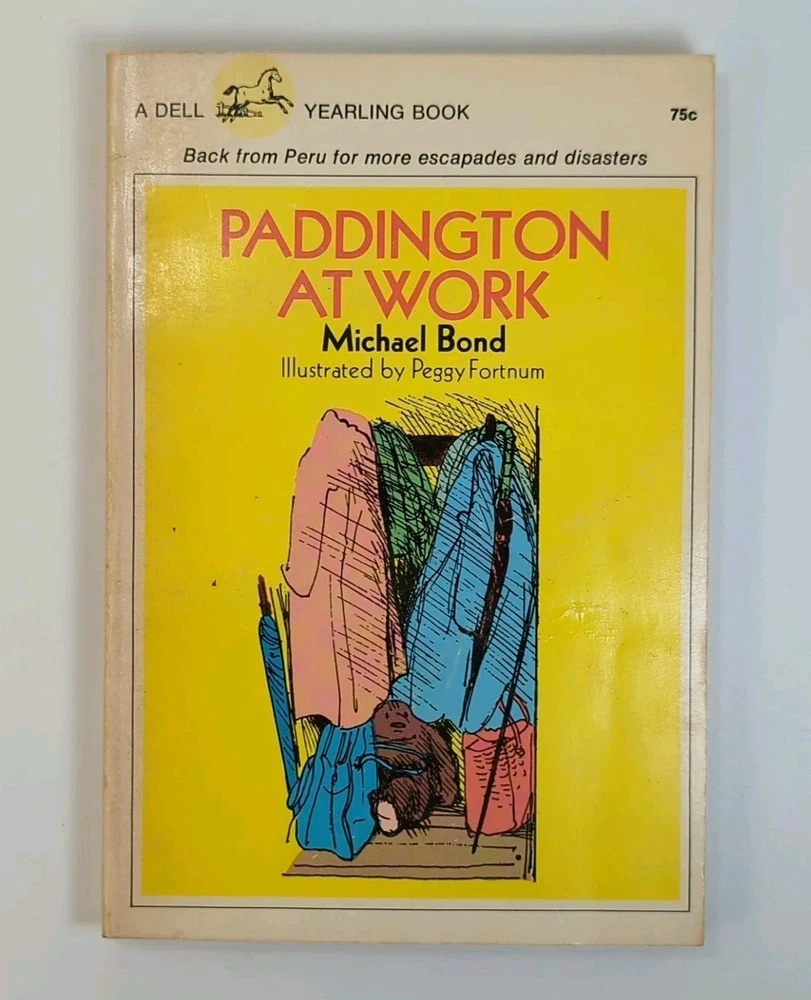 A DELL YEARLING BOOK 75c
Back from Peru for more escapades and disasters
PADDINGTON
AT WORK
Michael Bond
Illustrated by Peggy Fortnum